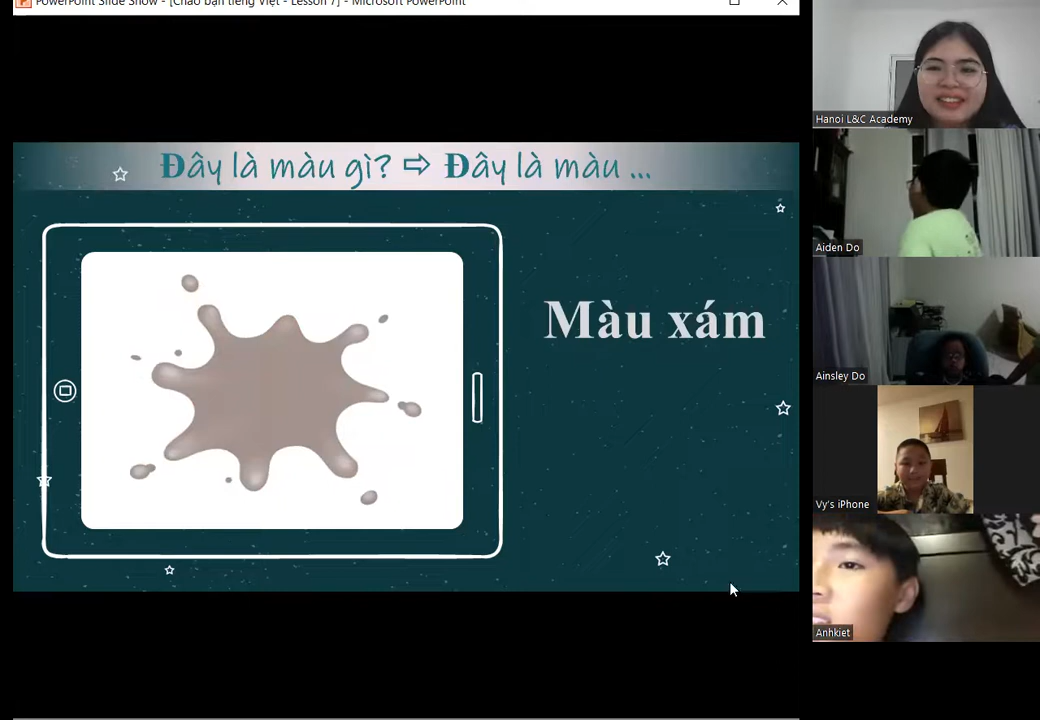 PowerPoint Slide Show - [Chào bạn tiếng Việt - Lesson 7] - Microsoft PowerPoint
Đây là màu gì? ⇨ Đây là màu ...
Màu xám
Hanoi L&C Academy
Aiden Do
Ainsley Do
Vy's iPhone
Anhkiet